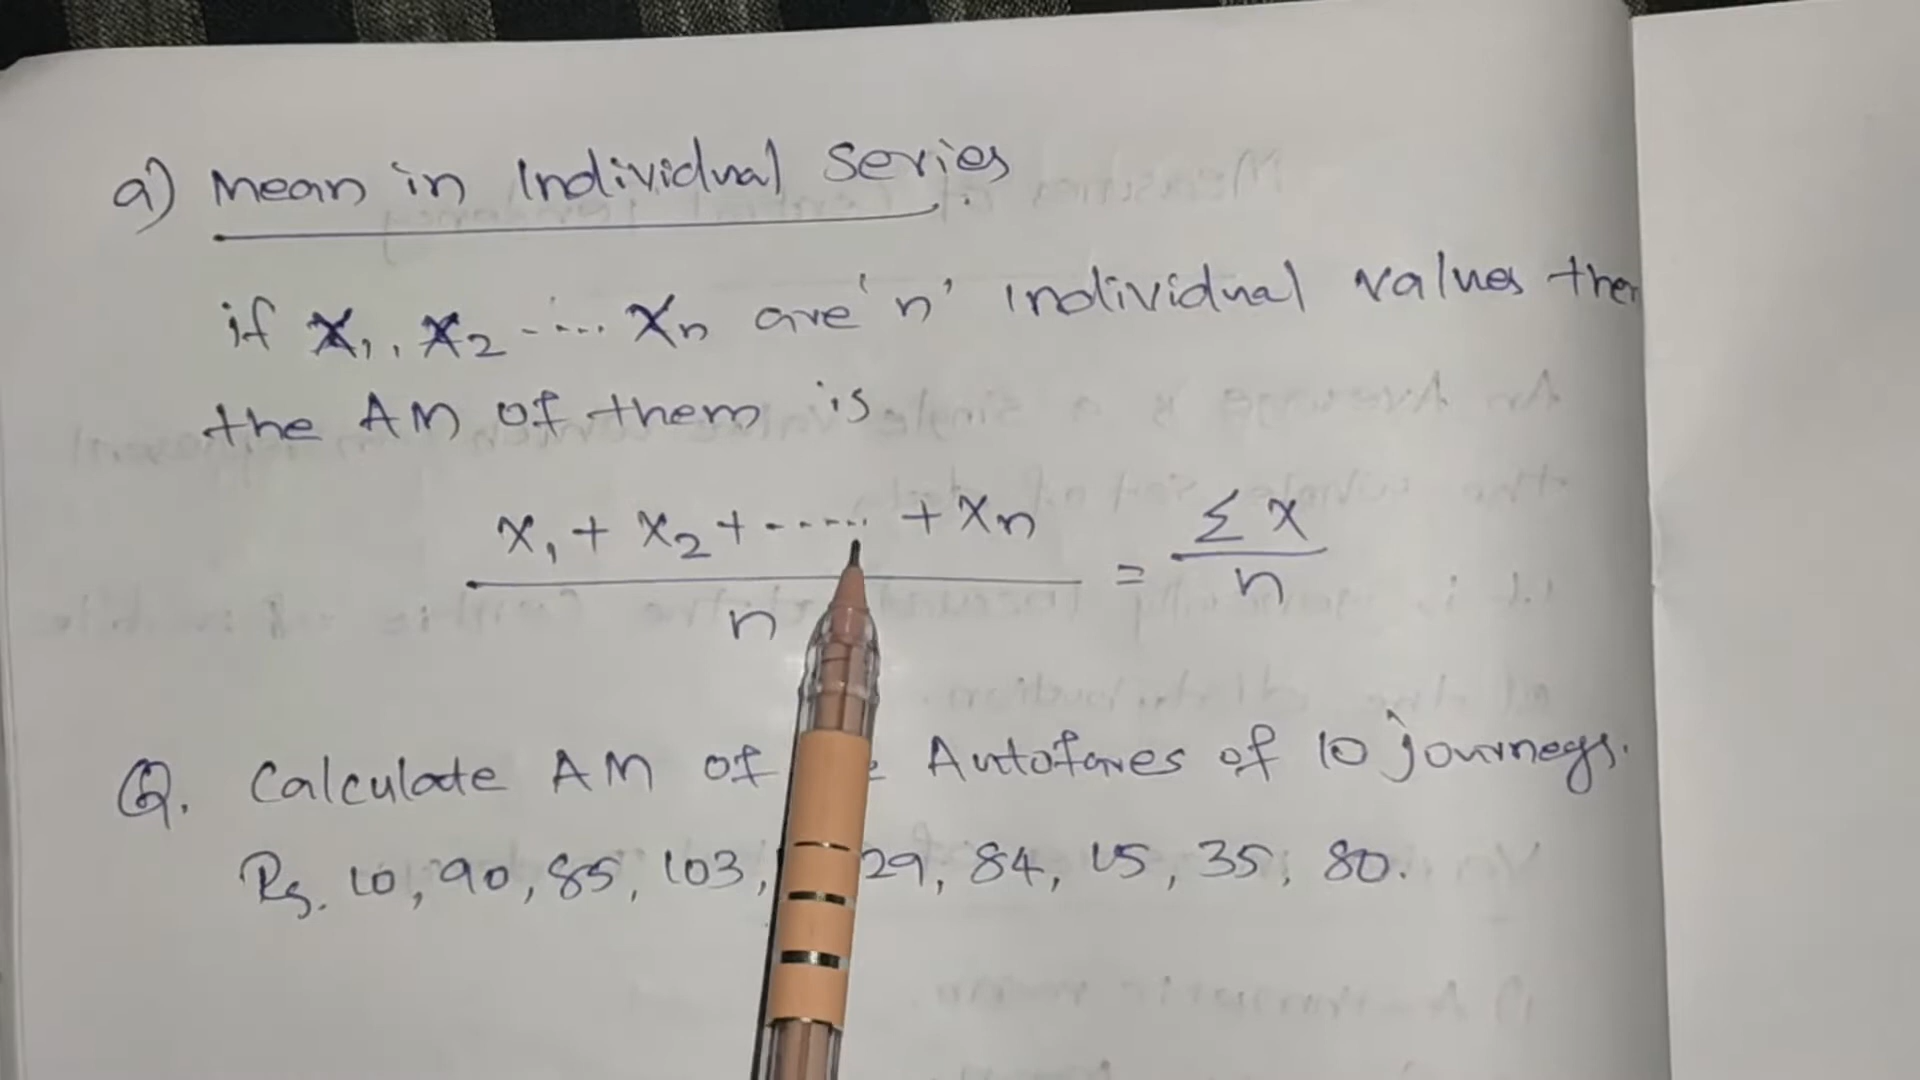 a) Mean in Individual series
if x₁, x₂ ..... xₙ are 'n' individual values then
the AM of them is
x₁ + x₂ + ...... + xₙ / n = Σx / n
Q. Calculate AM of Autofares of 10 journeys.
Rs. 10, 90, 85, 103, 29, 84, 15, 35, 80.